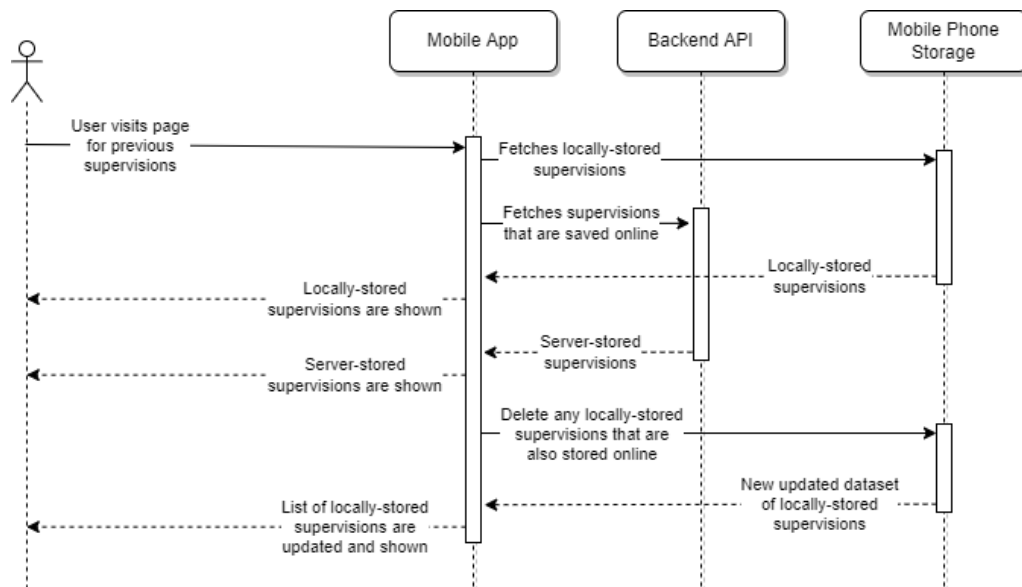 Mobile App
Backend API
Mobile Phone
Storage
User visits page
for previous
supervisions
Fetches locally-stored
supervisions
Fetches supervisions
that are saved online
Locally-stored
supervisions
Locally-stored
supervisions are shown
Server-stored
supervisions
Server-stored
supervisions are shown
Delete any locally-stored
supervisions that are
also stored online
New updated dataset
of locally-stored
supervisions
List of locally-stored
supervisions are
updated and shown